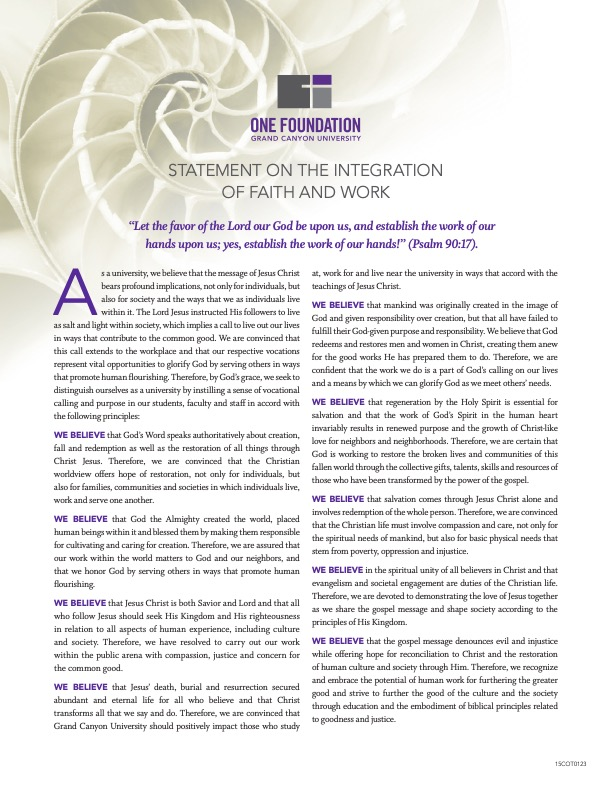 ONE FOUNDATION
GRAND CANYON UNIVERSITY
STATEMENT ON THE INTEGRATION
OF FAITH AND WORK
“Let the favor of the Lord our God be upon us, and establish the work of our
hands upon us; yes, establish the work of our hands!” (Psalm 90:17).
As a university, we believe that the message of Jesus Christ
bears profound implications, not only for individuals, but
also for society and the ways that we as individuals live
within it. The Lord Jesus instructed His followers to live
as salt and light within society, which implies a call to live out our lives
in ways that contribute to the common good. We are convinced that
this call extends to the workplace and that our respective vocations
represent vital opportunities to glorify God by serving others in ways
that promote human flourishing. Therefore, by God’s grace, we seek to
distinguish ourselves as a university by instilling a sense of vocational
calling and purpose in our students, faculty and staff in accord with
the following principles:
WE BELIEVE that God’s Word speaks authoritatively about creation,
fall and redemption as well as the restoration of all things through
Christ Jesus. Therefore, we are convinced that the Christian
worldview offers hope of restoration, not only for individuals, but
also for families, communities and societies in which individuals live,
work and serve one another.
WE BELIEVE that God the Almighty created the world, placed
human beings within it and blessed them by making them responsible
for cultivating and caring for creation. Therefore, we are assured that
our work within the world matters to God and our neighbors, and
that we honor God by serving others in ways that promote human
flourishing.
WE BELIEVE that Jesus Christ is both Savior and Lord and that all
who follow Jesus should seek His Kingdom and His righteousness
in relation to all aspects of human experience, including culture
and society. Therefore, we have resolved to carry out our work
within the public arena with compassion, justice and concern for
the common good.
WE BELIEVE that Jesus’ death, burial and resurrection secured
abundant and eternal life for all who believe and that Christ
transforms all that we say and do. Therefore, we are convinced that
Grand Canyon University should positively impact those who study
at, work for and live near the university in ways that accord with the
teachings of Jesus Christ.
WE BELIEVE that mankind was originally created in the image of
God and given responsibility over creation, but that all have failed to
fulfill their God-given purpose and responsibility. We believe that God
redeems and restores men and women in Christ, creating them anew
for the good works He has prepared them to do. Therefore, we are
confident that the work we do is a part of God’s calling on our lives
and a means by which we can glorify God as we meet others’ needs.
WE BELIEVE that regeneration by the Holy Spirit is essential for
salvation and that the work of God’s Spirit in the human heart
invariably results in renewed purpose and the growth of Christ-like
love for neighbors and neighborhoods. Therefore, we are certain that
God is working to restore the broken lives and communities of this
fallen world through the collective gifts, talents, skills and resources of
those who have been transformed by the power of the gospel.
WE BELIEVE that salvation comes through Jesus Christ alone and
involves redemption of the whole person. Therefore, we are convinced
that the Christian life must involve compassion and care, not only for
the spiritual needs of mankind, but also for basic physical needs that
stem from poverty, oppression and injustice.
WE BELIEVE in the spiritual unity of all believers in Christ and that
evangelism and societal engagement are duties of the Christian life.
Therefore, we are devoted to demonstrating the love of Jesus together
as we share the gospel message and shape society according to the
principles of His Kingdom.
WE BELIEVE that the gospel message denounces evil and injustice
while offering hope for reconciliation to Christ and the restoration
of human culture and society through Him. Therefore, we recognize
and embrace the potential of human work for furthering the greater
good and strive to further the good of the culture and the society
through education and the embodiment of biblical principles related
to goodness and justice.
15COT0123